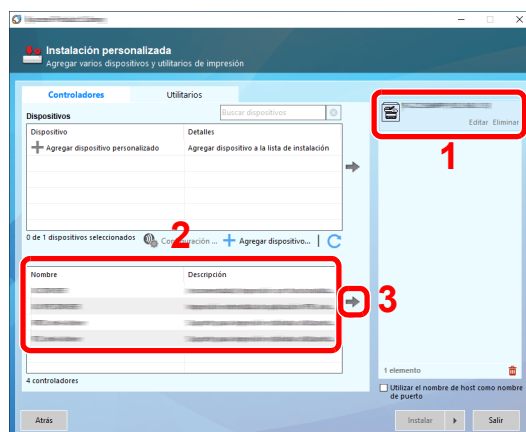 Instalación personalizada
Agregar varios dispositivos y utilitarios de impresión
Controladores
Utilitarios
Dispositivos
Buscar dispositivos
Dispositivo
Detalles
Agregar dispositivo personalizado
Agregar dispositivo a la lista de instalación
0 de 1 dispositivos seleccionados
Agregar dispositivo...
2
Nombre
Descripción
3
4 controladores
Editar Eliminar
1
1 elemento
Utilizar el nombre de host como nombre
de puerto
Atrás
Instalar
Salir